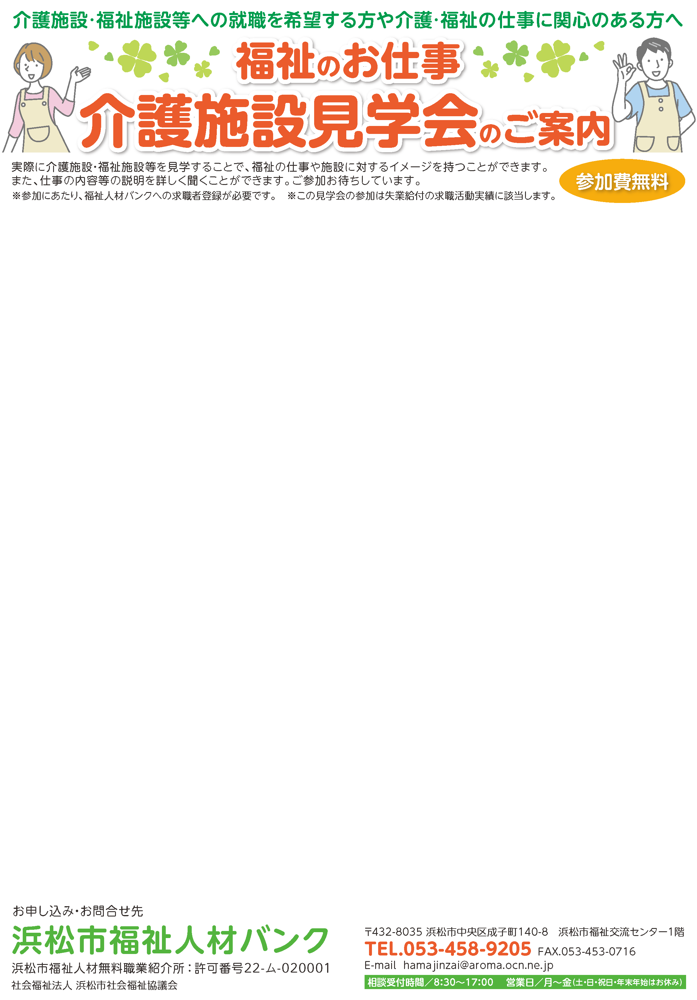 介護施設・福祉施設等への就職を希望する方や介護・福祉の仕事に関心のある方へ
福祉のお仕事
介護施設見学会のご案内
実際に介護施設・福祉施設等を見学することで、福祉の仕事や施設に対するイメージを持つことができます。
また、仕事の内容等の説明を詳しく聞くことができます。ご参加お待ちしています。
※参加にあたり、福祉人材バンクへの求職者登録が必要です。 ※この見学会の参加は失業給付の求職活動実績に該当します。
参加費無料
お申し込み・お問合せ先
浜松市福祉人材バンク
浜松市福祉人材無料職業紹介所：許可番号22-ム-020001
社会福祉法人 浜松市社会福祉協議会
〒432-8035 浜松市中央区成子町140-8 浜松市福祉交流センター1階
TEL.053-458-9205 FAX.053-453-0716
E-mail hamajinzai@aroma.ocn.ne.jp
相談受付時間／8:30～17:00 営業日／月～金(土・日・祝日・年末年始はお休み)